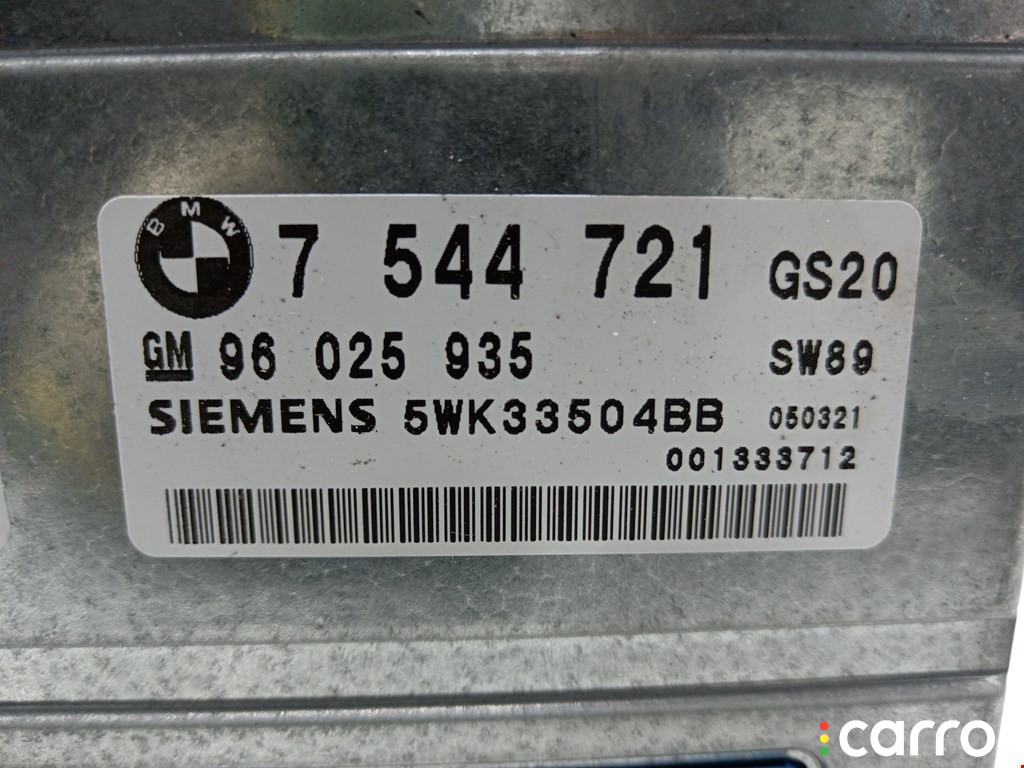 BMW 7 544 721 GS20
GM 96 025 935 SW89
SIEMENS 5WK33504BB 050321
001333712
carro